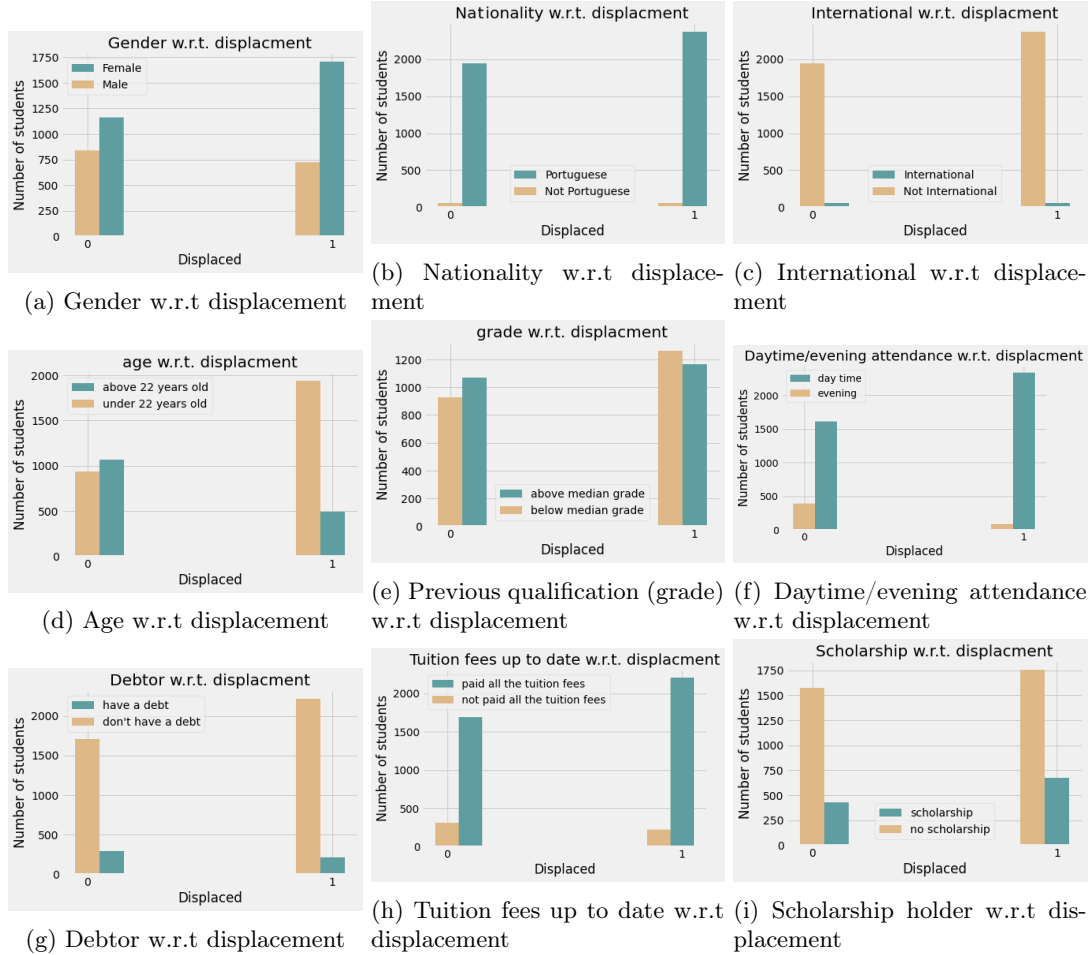 Gender w.r.t. displacment
Number of students
1750
1500
1250
1000
750
500
250
0
Female
Male
0
1
Displaced
(a) Gender w.r.t displacement
Nationality w.r.t. displacement
Number of students
2000
1500
1000
500
0
Portuguese
Not Portuguese
0
1
Displaced
(b) Nationality w.r.t displace-
ment
International w.r.t. displacement
Number of students
2000
1500
1000
500
0
International
Not International
0
1
Displaced
(c) International w.r.t displace-
ment
age w.r.t. displacment
Number of students
2000
1500
1000
500
0
above 22 years old
under 22 years old
0
1
Displaced
(d) Age w.r.t displacement
grade w.r.t. displacment
Number of students
1200
1000
800
600
400
200
0
above median grade
below median grade
0
1
Displaced
(e) Previous qualification (grade)
w.r.t displacement
Daytime/evening attendance w.r.t. displacment
Number of students
2000
1500
1000
500
0
day time
evening
0
1
Displaced
(f) Daytime/evening attendance
w.r.t displacement
Debtor w.r.t. displacment
Number of students
2000
1500
1000
500
0
have a debt
don't have a debt
0
1
Displaced
(g) Debtor w.r.t displacement
Tuition fees up to date w.r.t. displacment
Number of students
2000
1500
1000
500
0
paid all the tuition fees
not paid all the tuition fees
0
1
Displaced
(h) Tuition fees up to date w.r.t
displacement
Scholarship w.r.t. displacment
Number of students
1750
1500
1250
1000
750
500
250
0
scholarship
no scholarship
0
1
Displaced
(i) Scholarship holder w.r.t dis-
placement